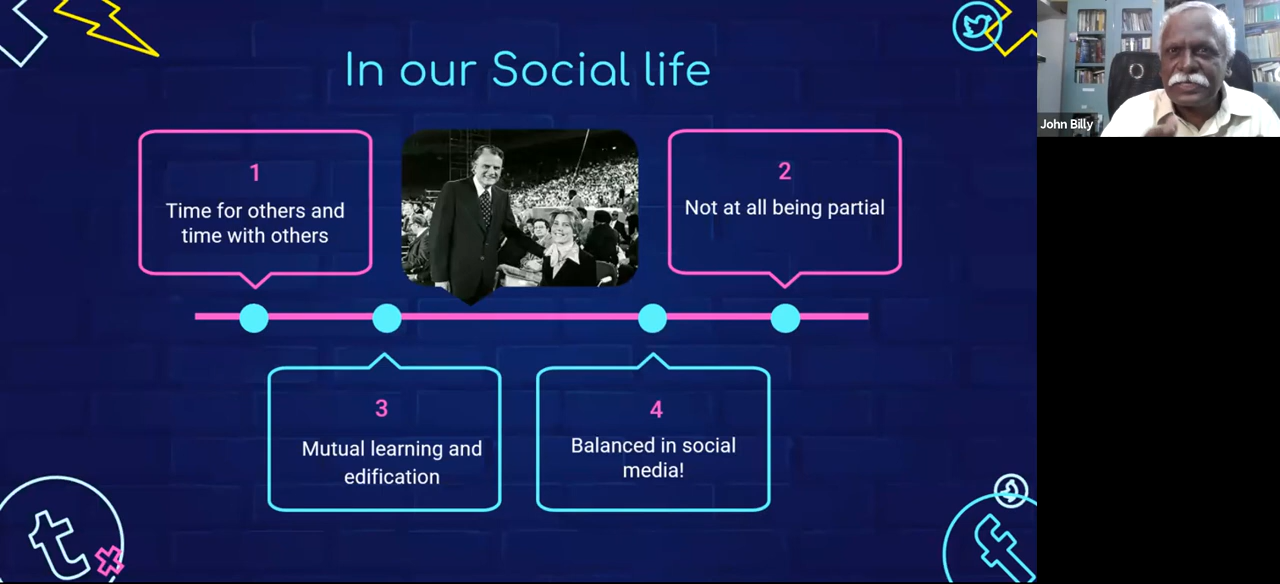 In our Social life
John Billy
1
Time for others and
time with others
2
Not at all being partial
3
Mutual learning and
edification
4
Balanced in social
media!